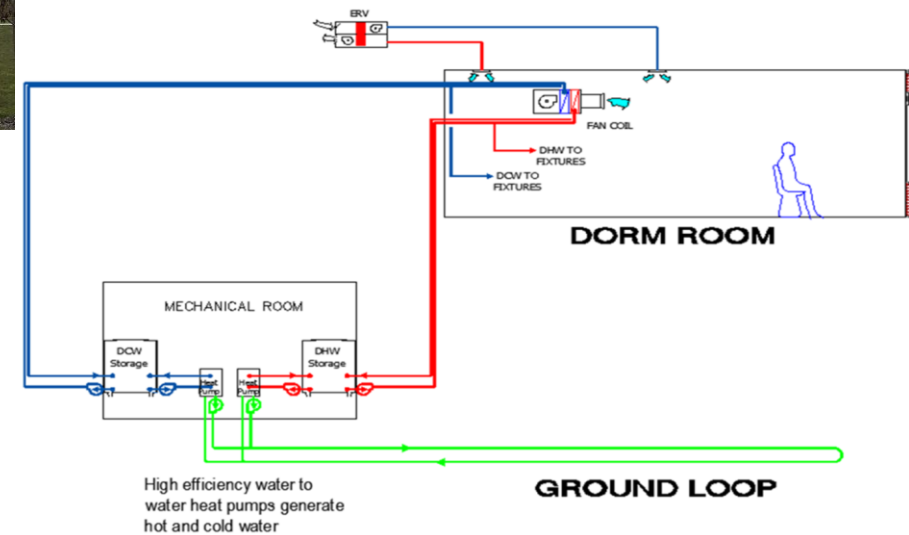 ERV
FAN COIL
DHW TO
FIXTURES
DCW TO
FIXTURES
DORM ROOM
MECHANICAL ROOM
DCW
Storage
Heat
Pump
Heat
Pump
DHW
Storage
GROUND LOOP
High efficiency water to
water heat pumps generate
hot and cold water